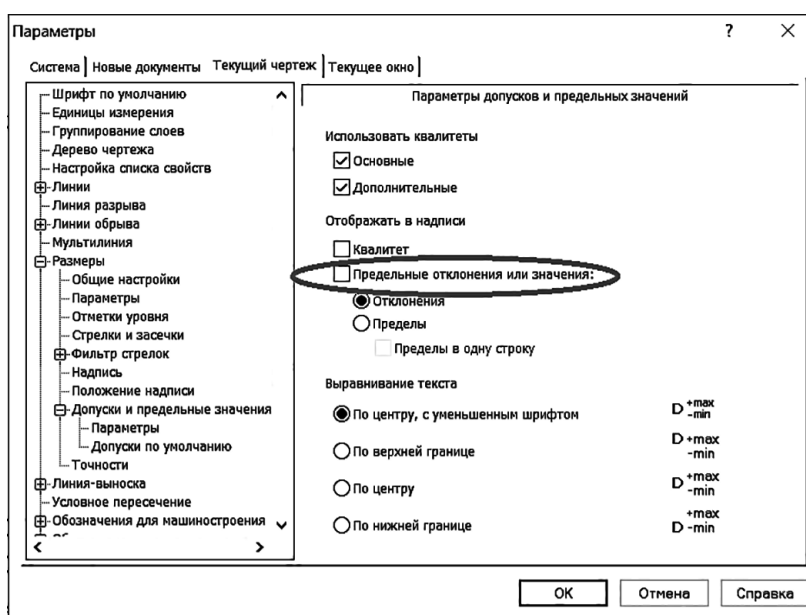 Параметры
?
Система
Новые документы
Текущий чертеж
Текущее окно
Шрифт по умолчанию
Единицы измерения
Группирование слоев
Дерево чертежа
Настройка списка свойств
Линии
Линия разрыва
Линии обрыва
Мультилиния
Размеры
Общие настройки
Параметры
Отметки уровня
Стрелки и засечки
Фильтр стрелок
Надпись
Положение надписи
Допуски и предельные значения
Параметры
Допуски по умолчанию
Точности
Линия-выноска
Условное пересечение
Обозначения для машиностроения
Параметры допусков и предельных значений
Использовать квалитеты
Основные
Дополнительные
Отображать в надписи
Квалитет
Предельные отклонения или значения:
Отклонения
Пределы
Пределы в одну строку
Выравнивание текста
По центру, с уменьшенным шрифтом
D +max
-min
По верхней границе
D +max
-min
По центру
D +max
-min
По нижней границе
+max
D -min
ОК
Отмена
Справка